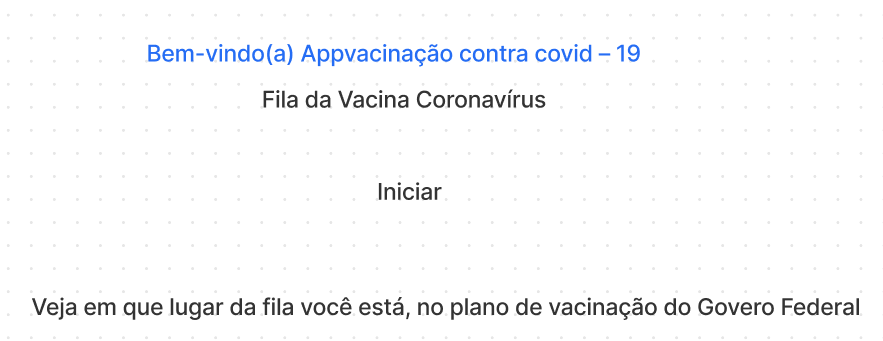 Bem-vindo(a) Appvacinação contra covid – 19
Fila da Vacina Coronavírus
Iniciar
Veja em que lugar da fila você está, no plano de vacinação do Govero Federal